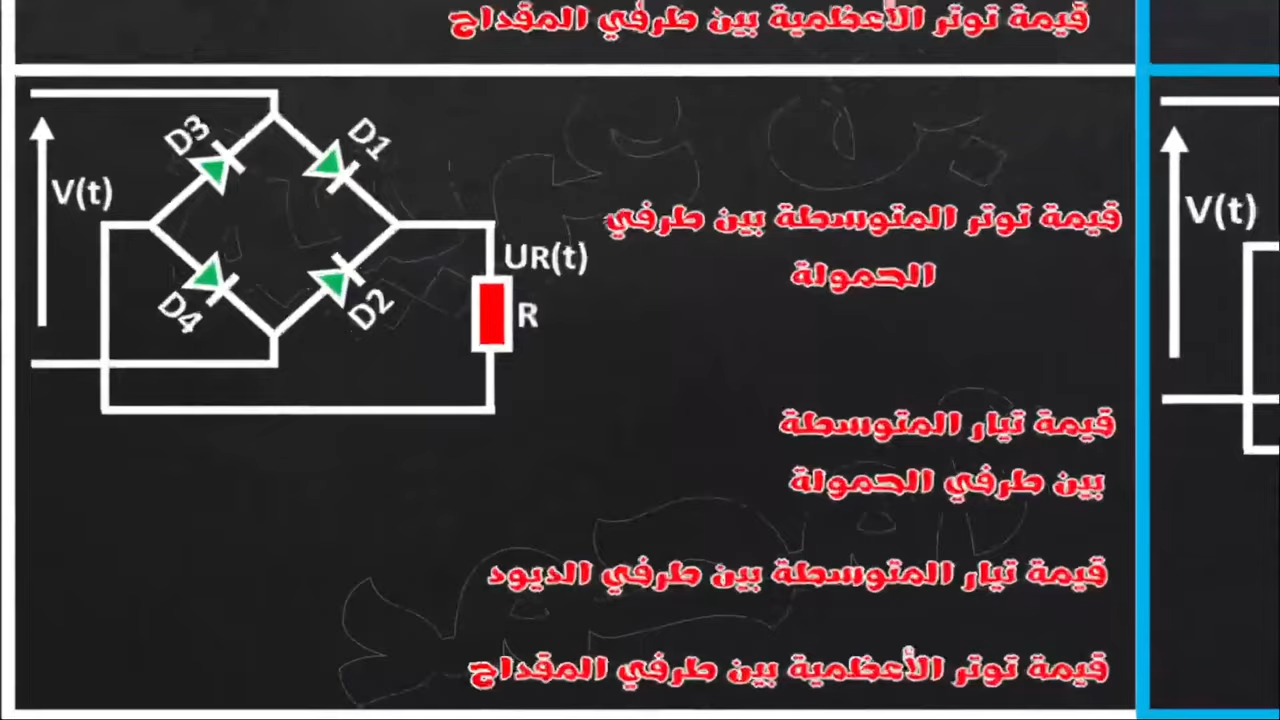 قيمة توتر الأعظمية بين طرفي المقداح
D3
D1
V(t)
V(t)
قيمة توتر المتوسطة بين طرفي
الحمولة
UR(t)
R
D4
D2
قيمة تيار المتوسطة
بين طرفي الحمولة
قيمة تيار المتوسطة بين طرفي الديود
قيمة توتر الأعظمية بين طرفي المقداح